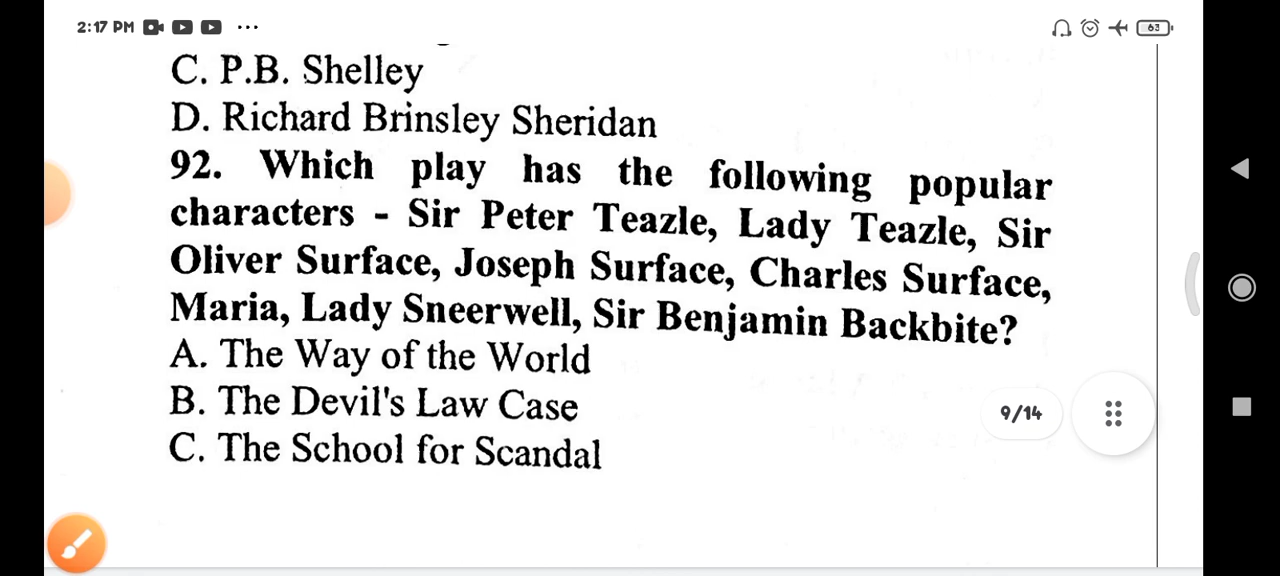 2:17 PM ... 63
C. P.B. Shelley
D. Richard Brinsley Sheridan
92. Which play has the following popular
characters - Sir Peter Teazle, Lady Teazle, Sir
Oliver Surface, Joseph Surface, Charles Surface,
Maria, Lady Sneerwell, Sir Benjamin Backbite?
A. The Way of the World
B. The Devil's Law Case
9/14
C. The School for Scandal